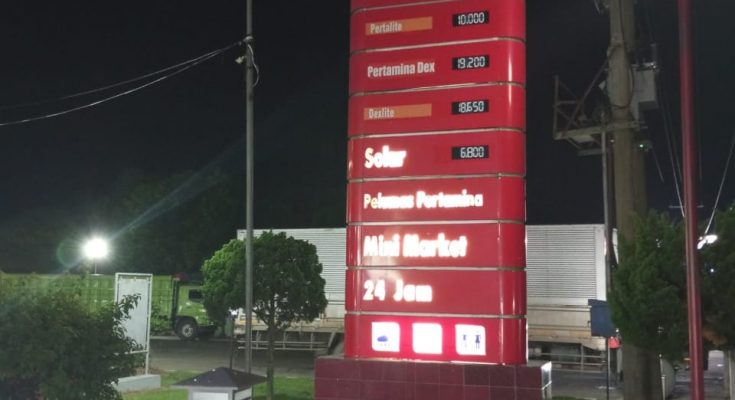 Pertalite 10.000
Pertamina Dex 19.200
Dexlite 18.650
Solar 6.800
Pelumas Pertamina
Mini Market
24 Jam